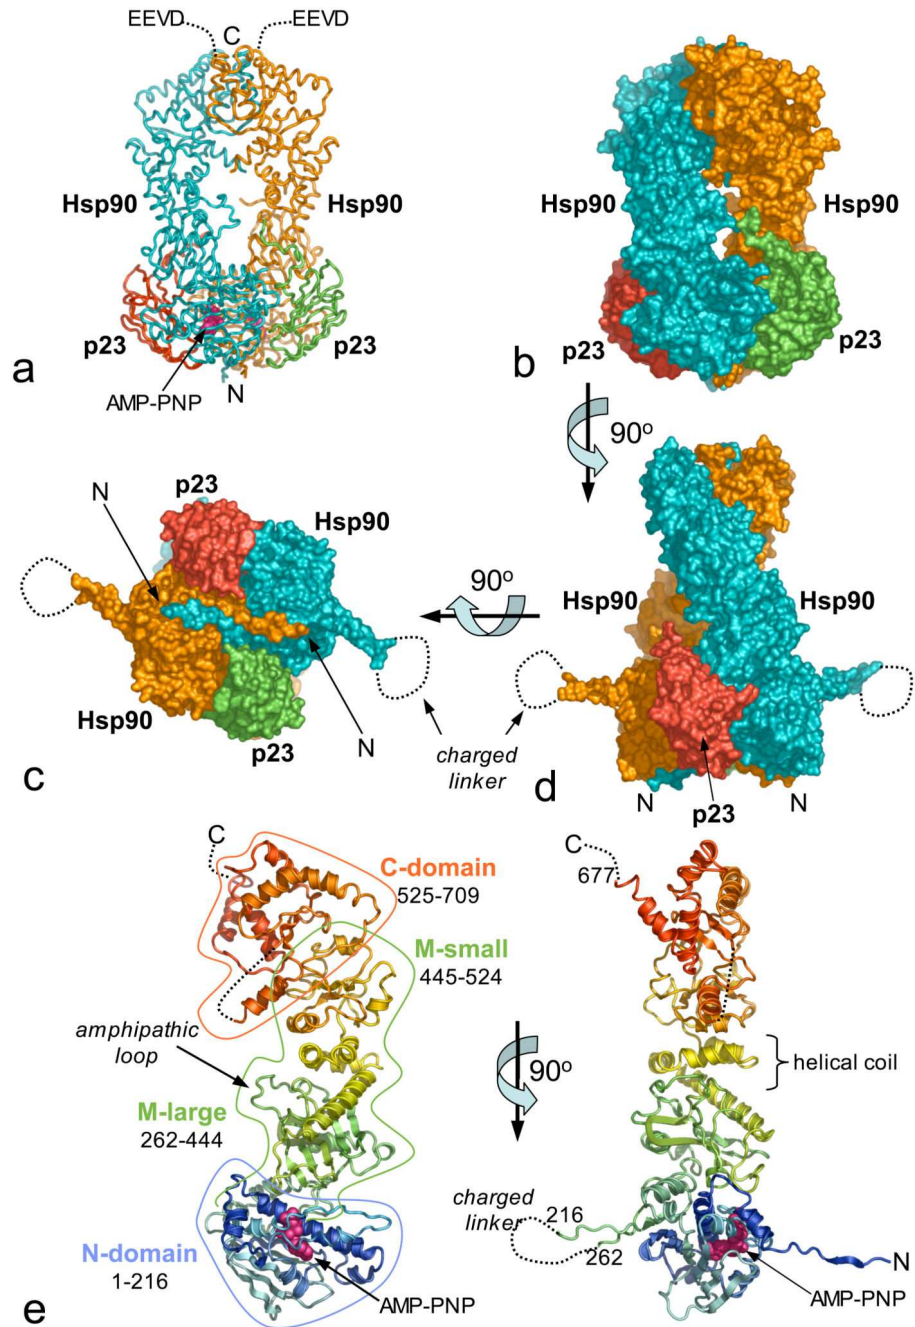 EEVD
C
EEVD
Hsp90
Hsp90
p23
p23
AMP-PNP
N
a
Hsp90
Hsp90
p23
p23
b
90°
N
p23
Hsp90
Hsp90
p23
N
c
90°
charged
linker
Hsp90
Hsp90
N
N
p23
d
C
C-domain
525-709
M-small
445-524
amphipathic
loop
M-large
262-444
N-domain
1-216
AMP-PNP
e
90°
C
677
helical coil
charged
linker
216
262
N
AMP-PNP